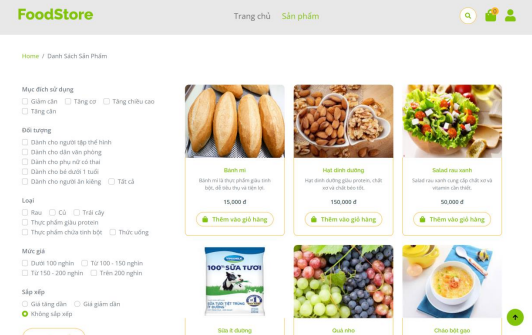 FoodStore
Trang chủ Sản phẩm
Home / Danh Sách Sản Phẩm
Mục đích sử dụng
Giảm cân Tăng cơ Tăng chiều cao
Tăng cân
Đối tượng
Dành cho người tập thể hình
Dành cho dân văn phòng
Dành cho phụ nữ có thai
Dành cho bé dưới 1 tuổi
Dành cho người ăn kiêng Tất cả
Loại
Rau Củ Trái cây
Thực phẩm giàu protein
Thực phẩm chứa tinh bột Thức uống
Mức giá
Dưới 100 nghìn Từ 100 - 150 nghìn
Từ 150 - 200 nghìn Trên 200 nghìn
Sắp xếp
Giá tăng dần Giá giảm dần
Không sắp xếp
Bánh mì
Bánh mì là thực phẩm giàu tinh
bột, dễ tiêu thụ và tiện lợi.
15,000 đ
Thêm vào giỏ hàng
Hạt dinh dưỡng
Hạt dinh dưỡng giàu protein, chất
xơ và chất béo tốt.
150,000 đ
Thêm vào giỏ hàng
Salad rau xanh
Salad rau xanh cung cấp chất xơ và
vitamin cần thiết.
50,000 đ
Thêm vào giỏ hàng
100% SỮA TƯƠI
Sữa ít đường
Quả nho
Cháo bột gạo